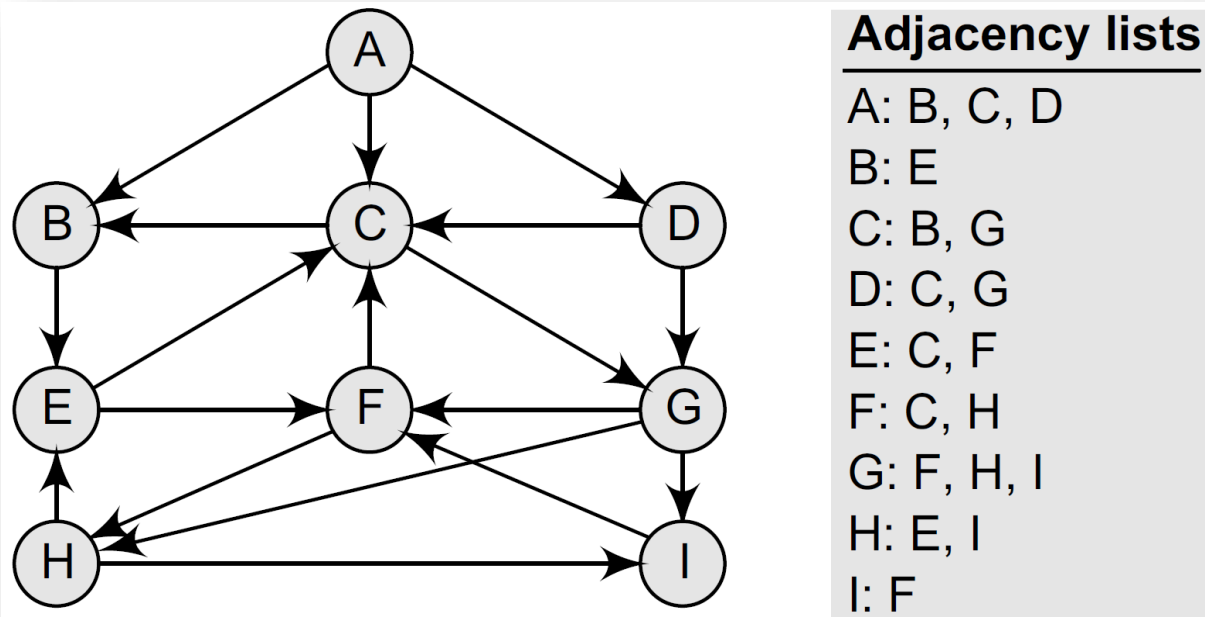 A
B
C
D
E
F
G
H
I
Adjacency lists
A: B, C, D
B: E
C: B, G
D: C, G
E: C, F
F: C, H
G: F, H, I
H: E, I
I: F